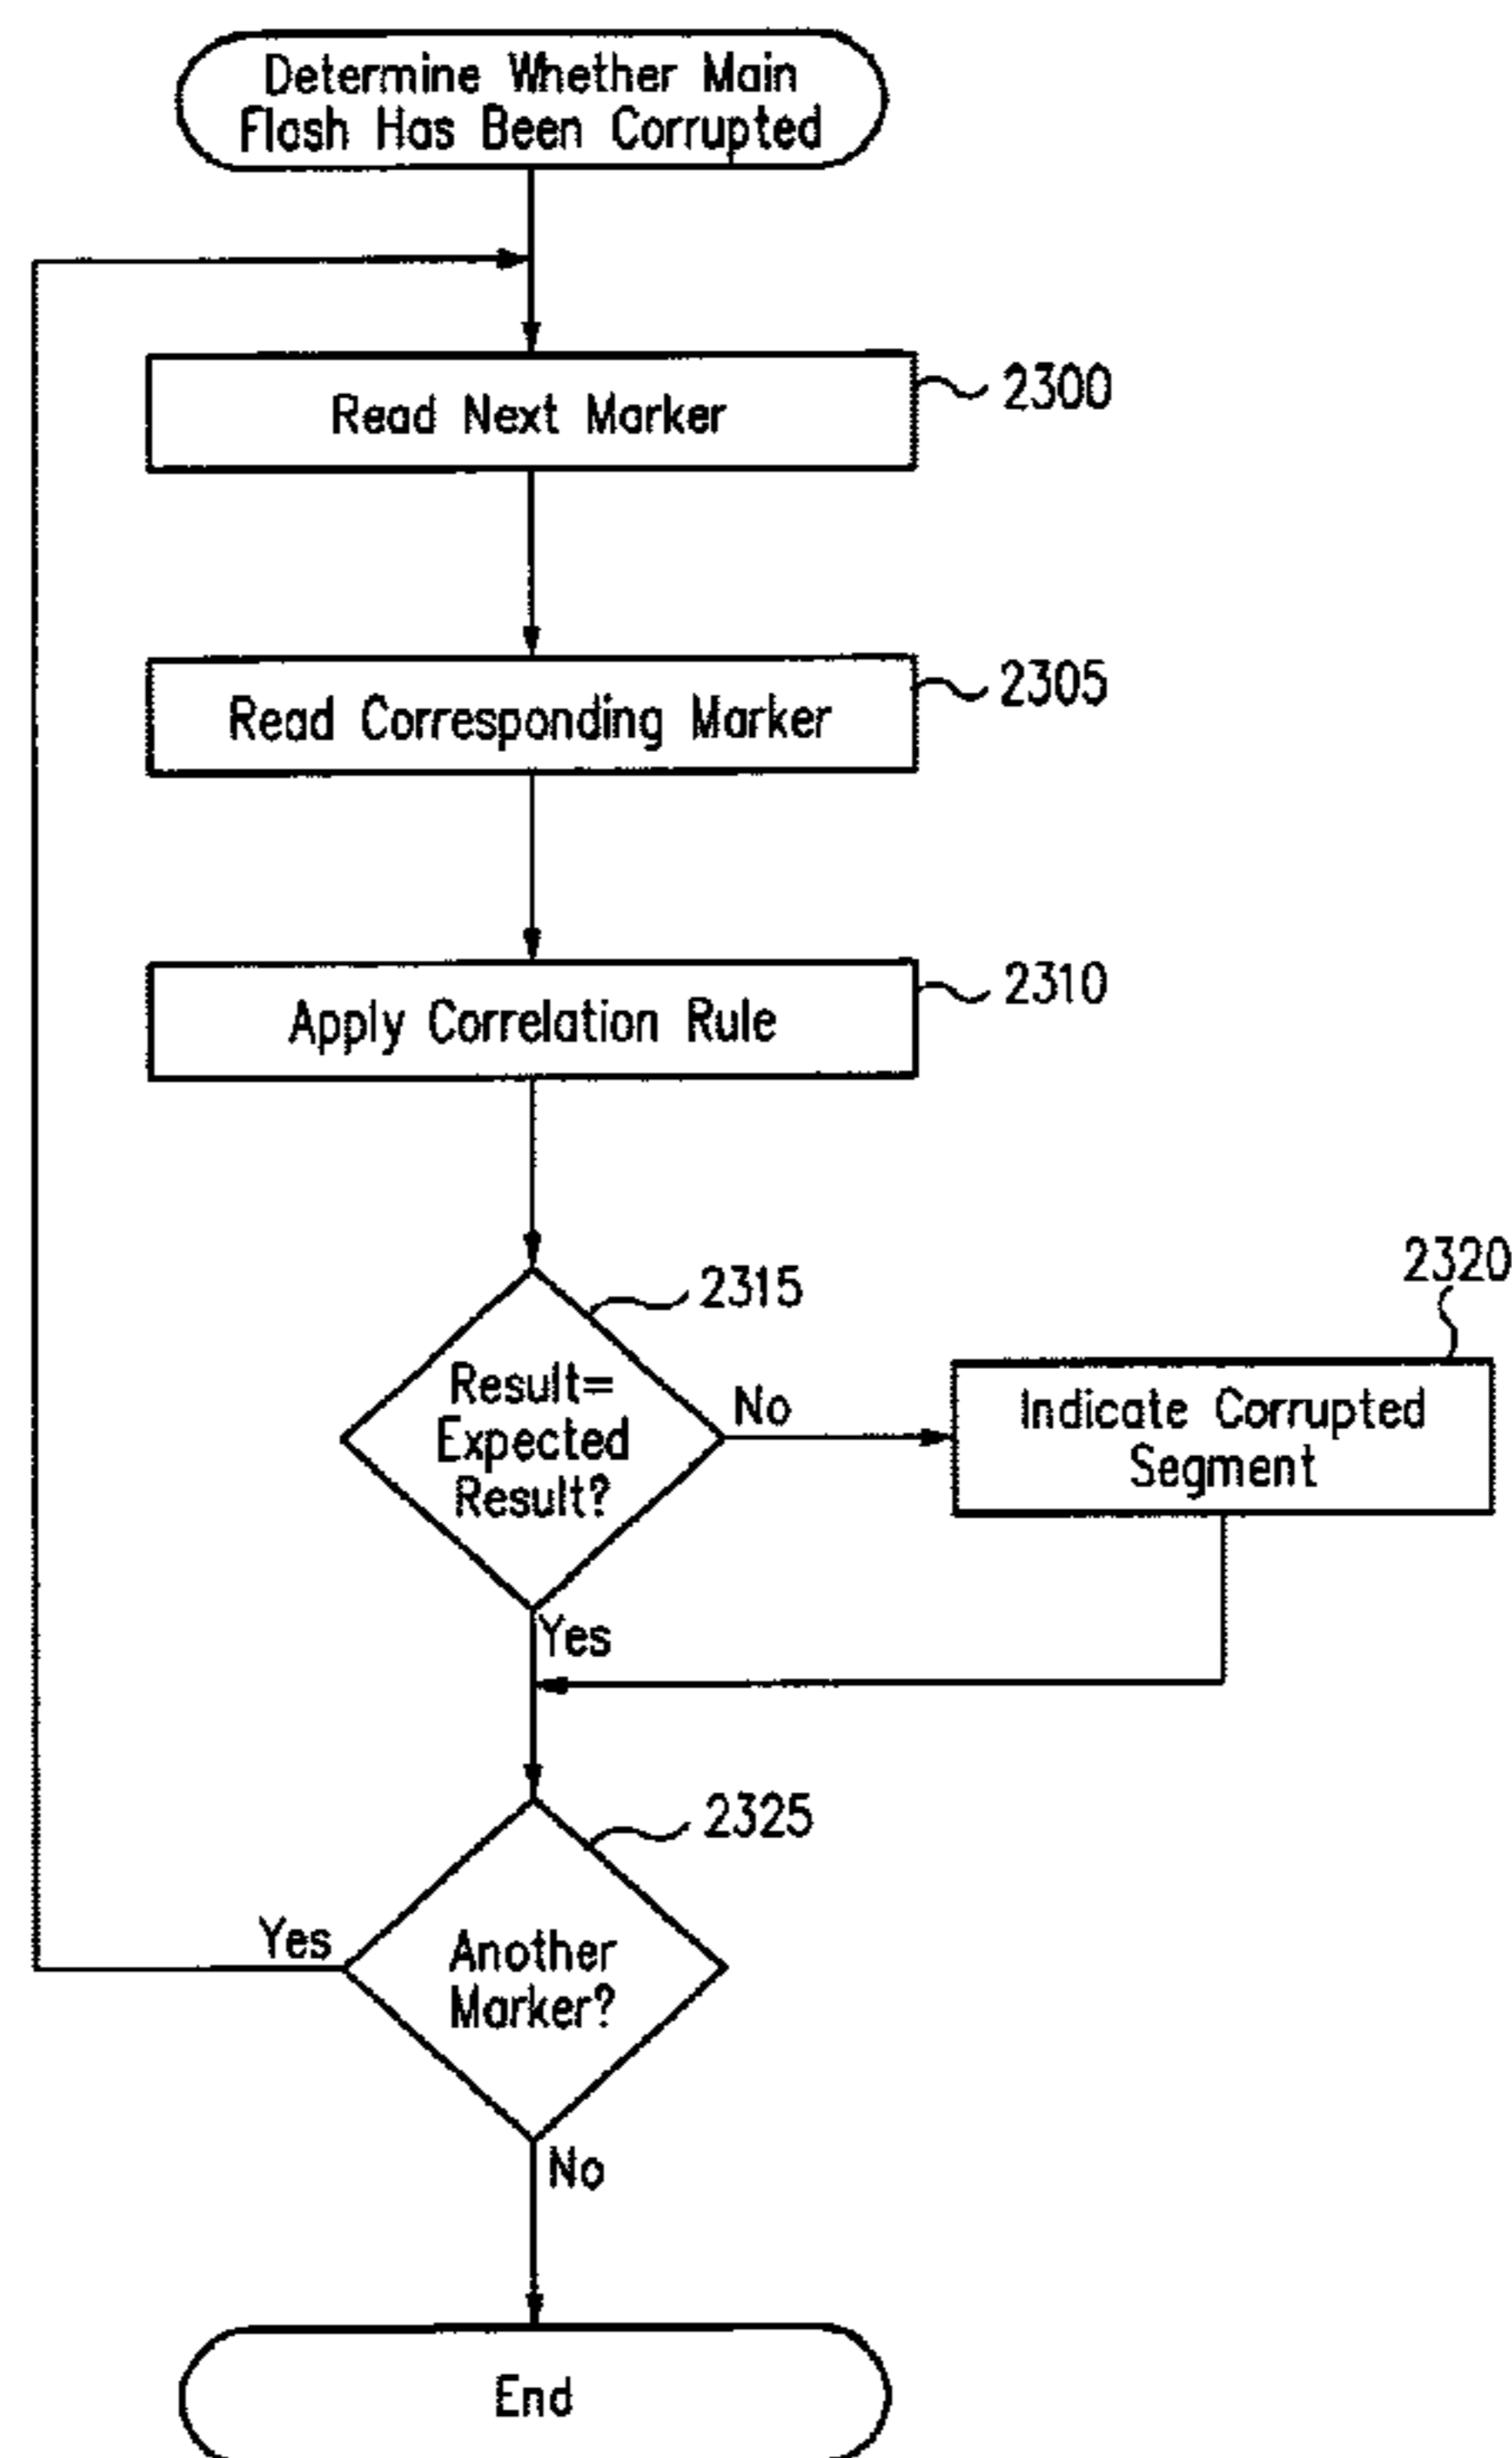 Determine Whether Main
Flash Has Been Corrupted
Read Next Marker
2300
Read Corresponding Marker
2305
Apply Correlation Rule
2310
2315
2320
Result=
Expected
Result?
No
Indicate Corrupted
Segment
Yes
2325
Yes
Another
Marker?
No
End